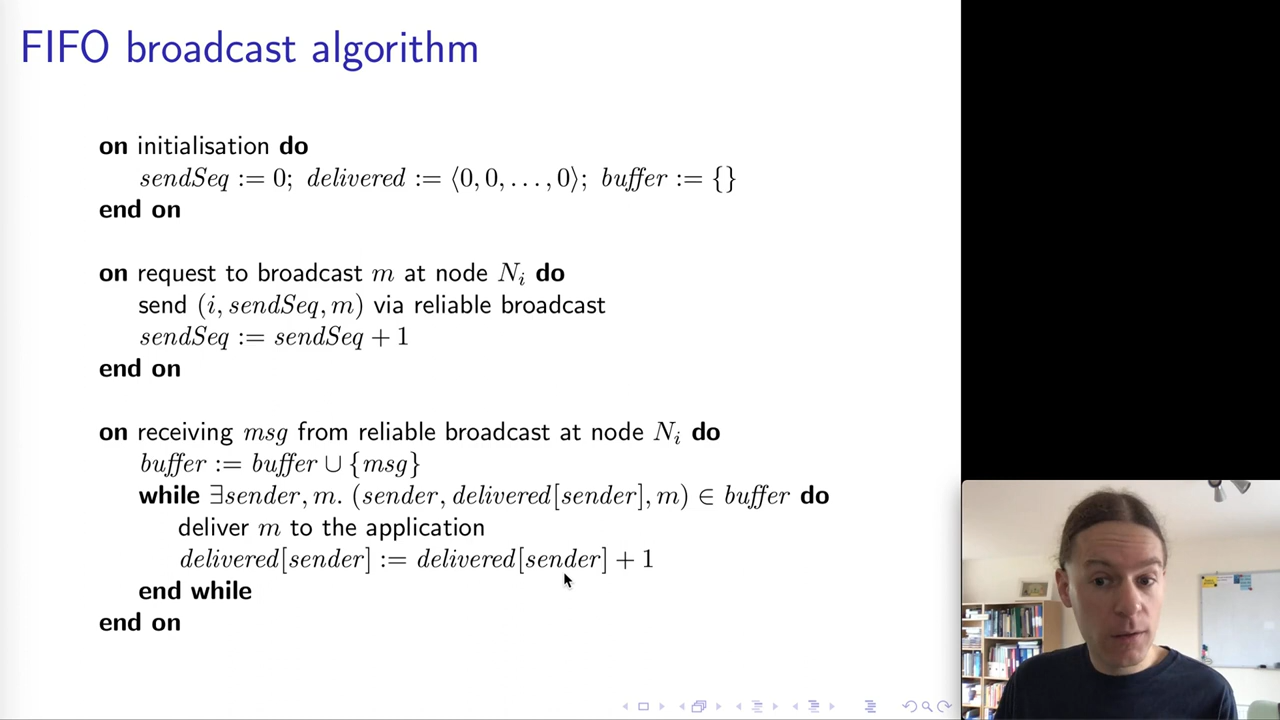 FIFO broadcast algorithm
on initialisation do
sendSeq := 0; delivered := ⟨0, 0, . . . , 0⟩; buffer := {}
end on
on request to broadcast m at node Nᵢ do
send (i, sendSeq, m) via reliable broadcast
sendSeq := sendSeq + 1
end on
on receiving msg from reliable broadcast at node Nᵢ do
buffer := buffer ∪ {msg}
while ∃sender, m. (sender, delivered[sender], m) ∈ buffer do
deliver m to the application
delivered[sender] := delivered[sender] + 1
end while
end on